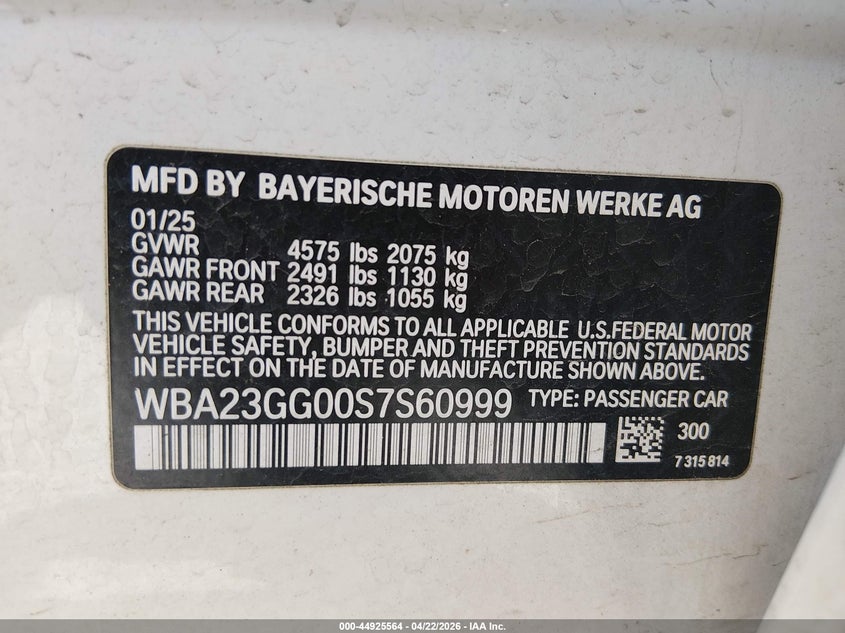 MFD BY BAYERISCHE MOTOREN WERKE AG
01/25
GVWR 4575 lbs 2075 kg
GAWR FRONT 2491 lbs 1130 kg
GAWR REAR 2326 lbs 1055 kg
THIS VEHICLE CONFORMS TO ALL APPLICABLE U.S.FEDERAL MOTOR
VEHICLE SAFETY, BUMPER AND THEFT PREVENTION STANDARDS
IN EFFECT ON THE DATE OF MANUFACTURE SHOWN ABOVE.
WBA23GG00S7S60999 TYPE: PASSENGER CAR
300
7 315 814
000-44925564 - 04/22/2026 - IAA Inc.